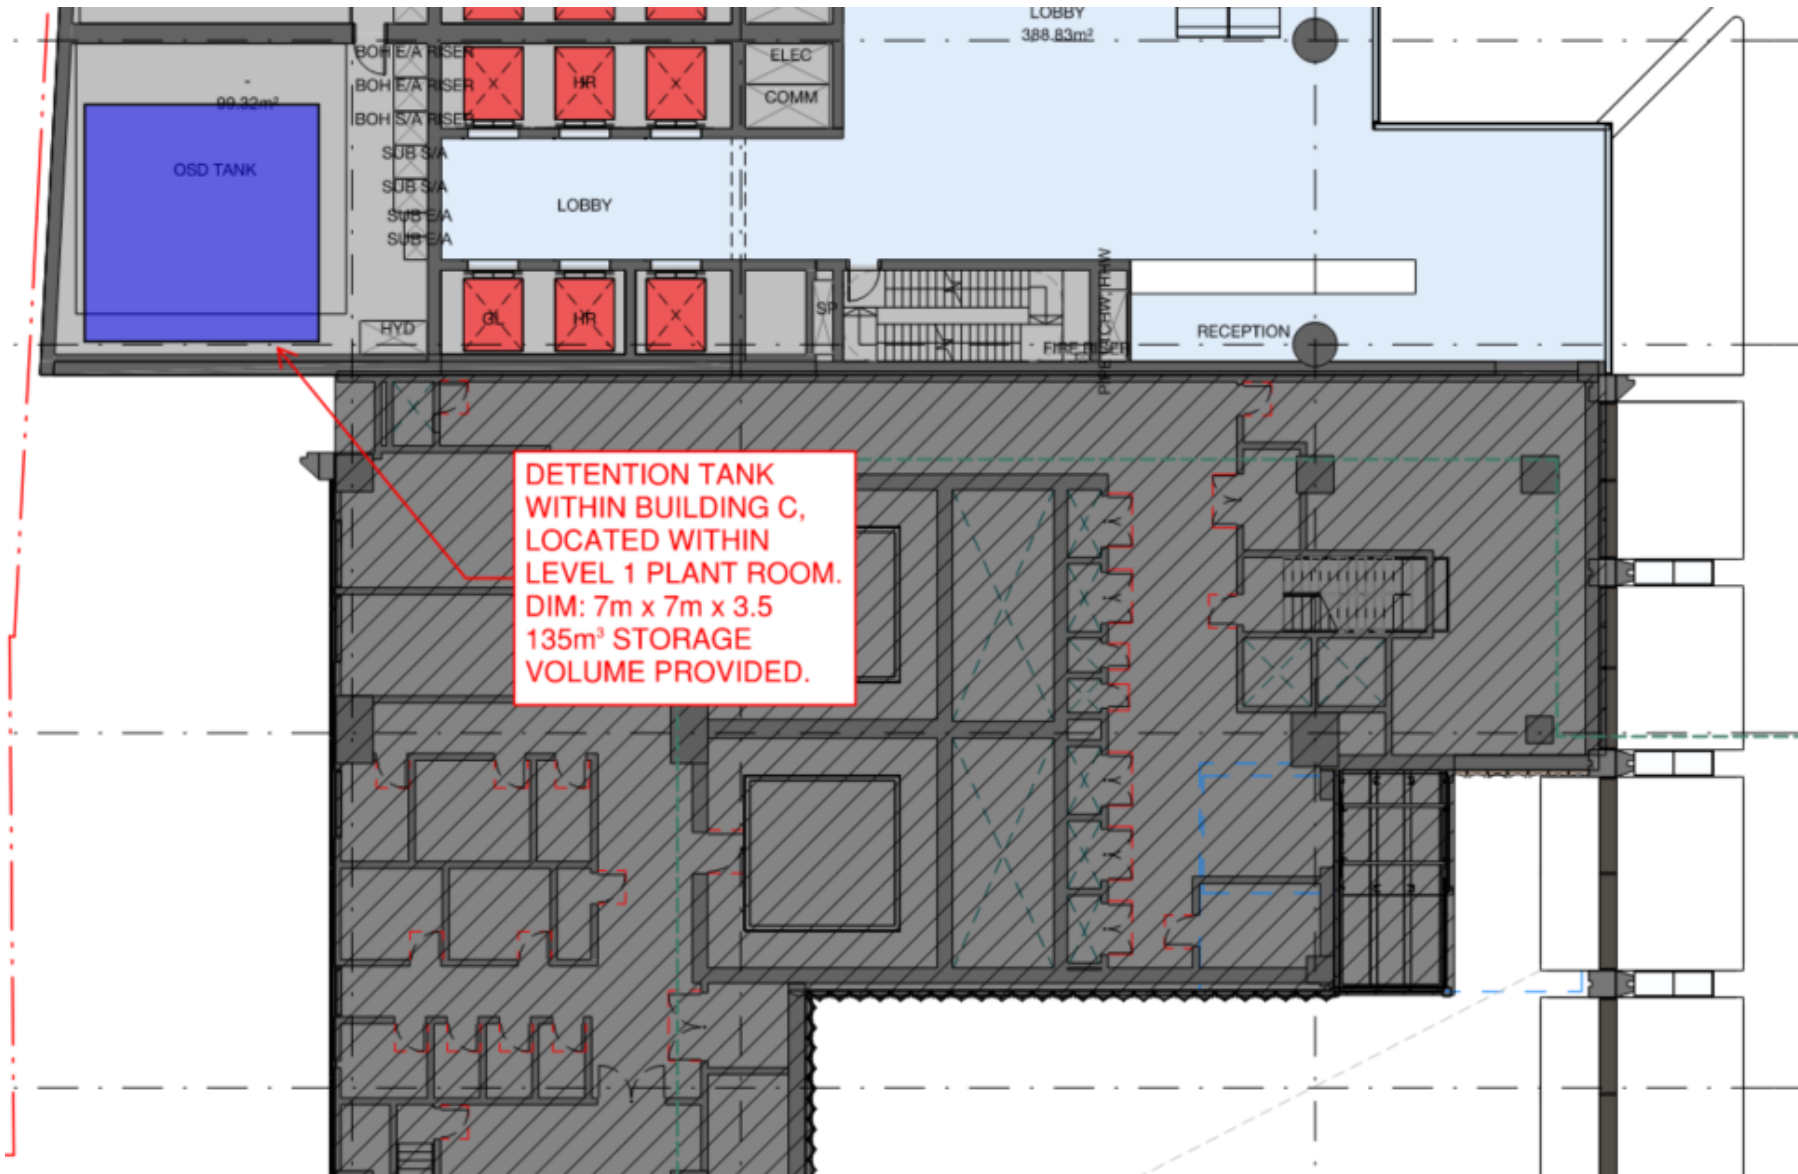 LOBBY
388.83m²
BOH E/A RISER
BOH E/A RISER
BOH S/A RISER
-
99.32m²
HR
ELEC
COMM
OSD TANK
SUB S/A
SUB S/A
SUB E/A
SUB E/A
LOBBY
HYD
GL
HR
SP
FIRE RISER
RECEPTION
DETENTION TANK
WITHIN BUILDING C,
LOCATED WITHIN
LEVEL 1 PLANT ROOM.
DIM: 7m x 7m x 3.5
135m³ STORAGE
VOLUME PROVIDED.